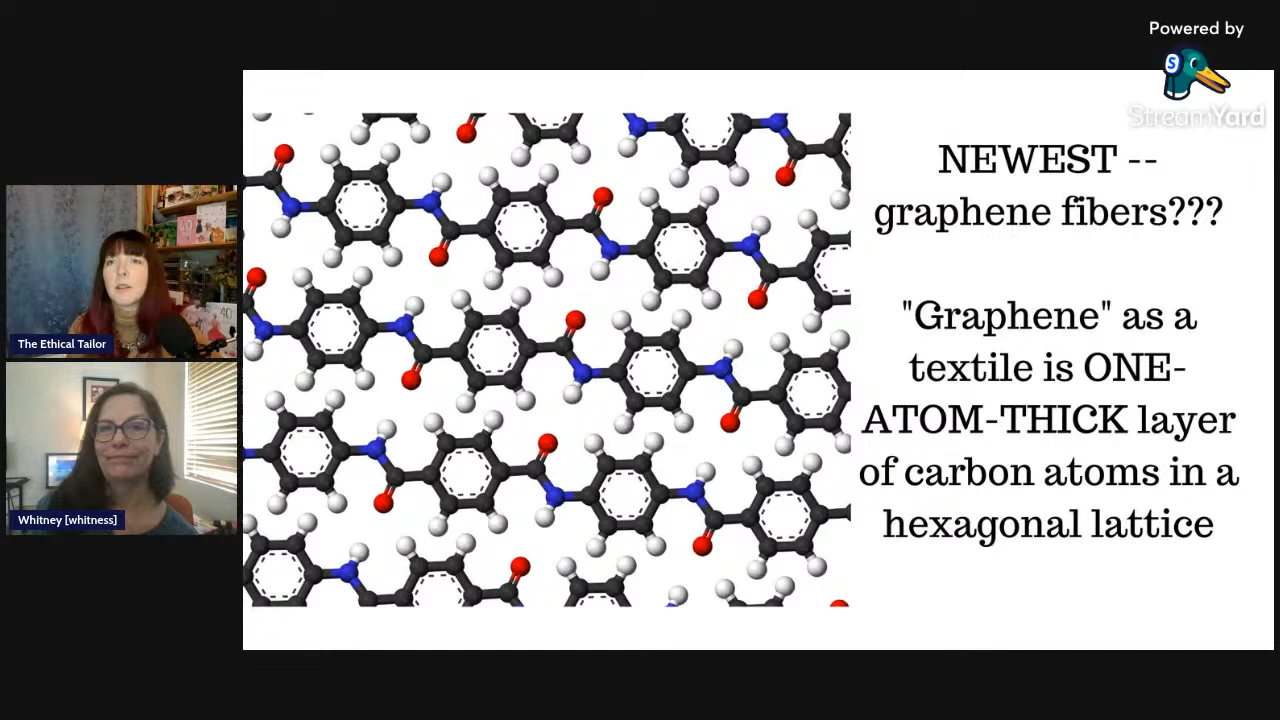 Powered by
S
StreamYard
NEWEST --
graphene fibers???
"Graphene" as a
textile is ONE-
ATOM-THICK layer
of carbon atoms in a
hexagonal lattice
The Ethical Tailor
40
Whitney [whitness]